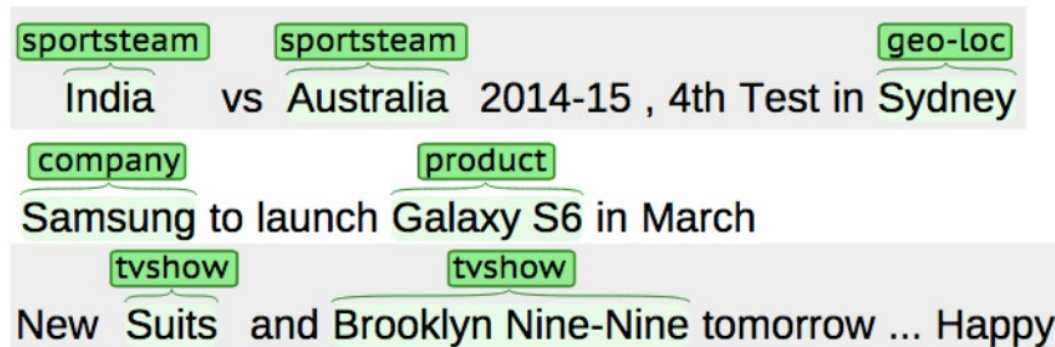 sportsteam sportsteam geo-loc
India vs Australia 2014-15 , 4th Test in Sydney
company product
Samsung to launch Galaxy S6 in March
tvshow tvshow
New Suits and Brooklyn Nine-Nine tomorrow ... Happy